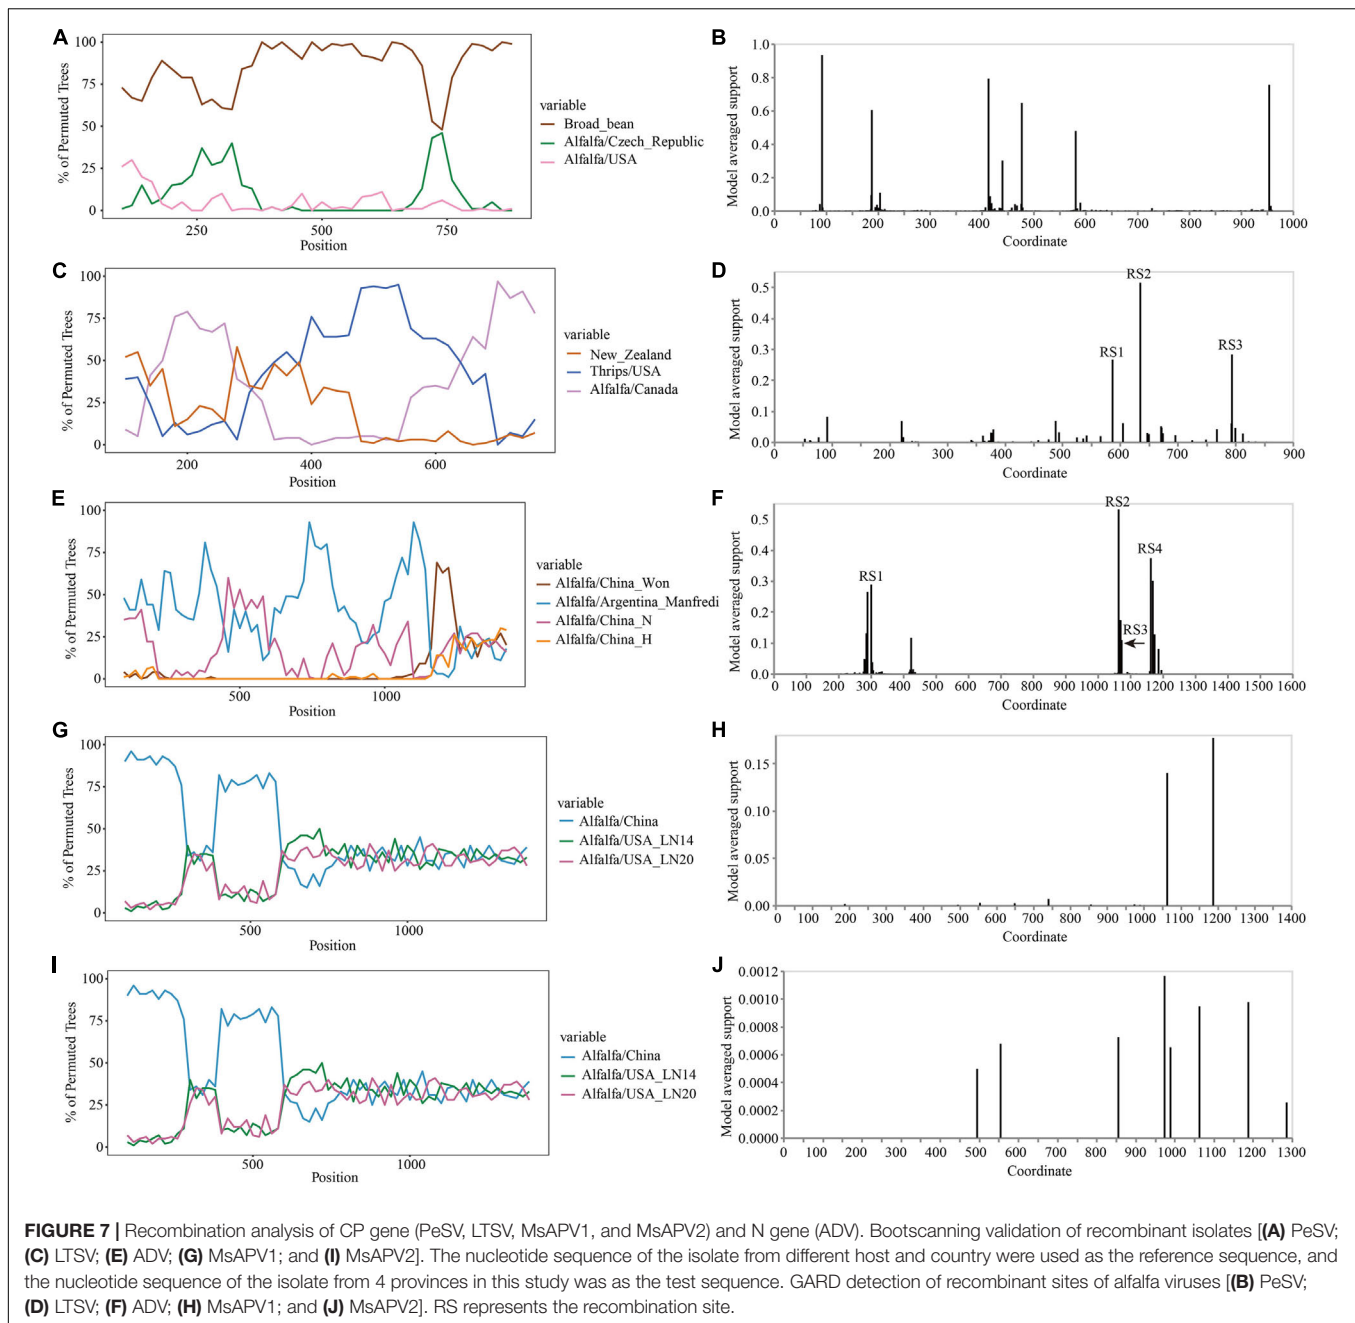 A
100
75
50
25
0
% of Permuted Trees
250
500
750
Position
variable
Broad_bean
Alfalfa/Czech_Republic
Alfalfa/USA
B
1.0
0.8
0.6
0.4
0.2
0.0
Model averaged support
0 100 200 300 400 500 600 700 800 900 1000
Coordinate
C
100
75
50
25
0
% of Permuted Trees
200
400
600
Position
variable
New_Zealand
Thrips/USA
Alfalfa/Canada
D
0.5
0.4
0.3
0.2
0.1
0.0
Model averaged support
RS1
RS2
RS3
0 100 200 300 400 500 600 700 800 900
Coordinate
E
100
75
50
25
0
% of Permuted Trees
500
1000
Position
variable
Alfalfa/China_Won
Alfalfa/Argentina_Manfredi
Alfalfa/China_N
Alfalfa/China_H
F
0.5
0.4
0.3
0.2
0.1
0.0
Model averaged support
RS1
RS2
RS3
RS4
0 100 200 300 400 500 600 700 800 900 1000 1100 1200 1300 1400 1500 1600
Coordinate
G
100
75
50
25
0
% of Permuted Trees
500
1000
Position
variable
Alfalfa/China
Alfalfa/USA_LN14
Alfalfa/USA_LN20
H
0.15
0.10
0.05
0.00
Model averaged support
0 100 200 300 400 500 600 700 800 900 1000 1100 1200 1300 1400
Coordinate
I
100
75
50
25
0
% of Permuted Trees
500
1000
Position
variable
Alfalfa/China
Alfalfa/USA_LN14
Alfalfa/USA_LN20
J
0.0012
0.0010
0.0008
0.0006
0.0004
0.0002
0.0000
Model averaged support
0 100 200 300 400 500 600 700 800 900 1000 1100 1200 1300
Coordinate
FIGURE 7 | Recombination analysis of CP gene (PeSV, LTSV, MsAPV1, and MsAPV2) and N gene (ADV). Bootscanning validation of recombinant isolates [(A) PeSV;
(C) LTSV; (E) ADV; (G) MsAPV1; and (I) MsAPV2]. The nucleotide sequence of the isolate from different host and country were used as the reference sequence, and
the nucleotide sequence of the isolate from 4 provinces in this study was as the test sequence. GARD detection of recombinant sites of alfalfa viruses [(B) PeSV;
(D) LTSV; (F) ADV; (H) MsAPV1; and (J) MsAPV2]. RS represents the recombination site.